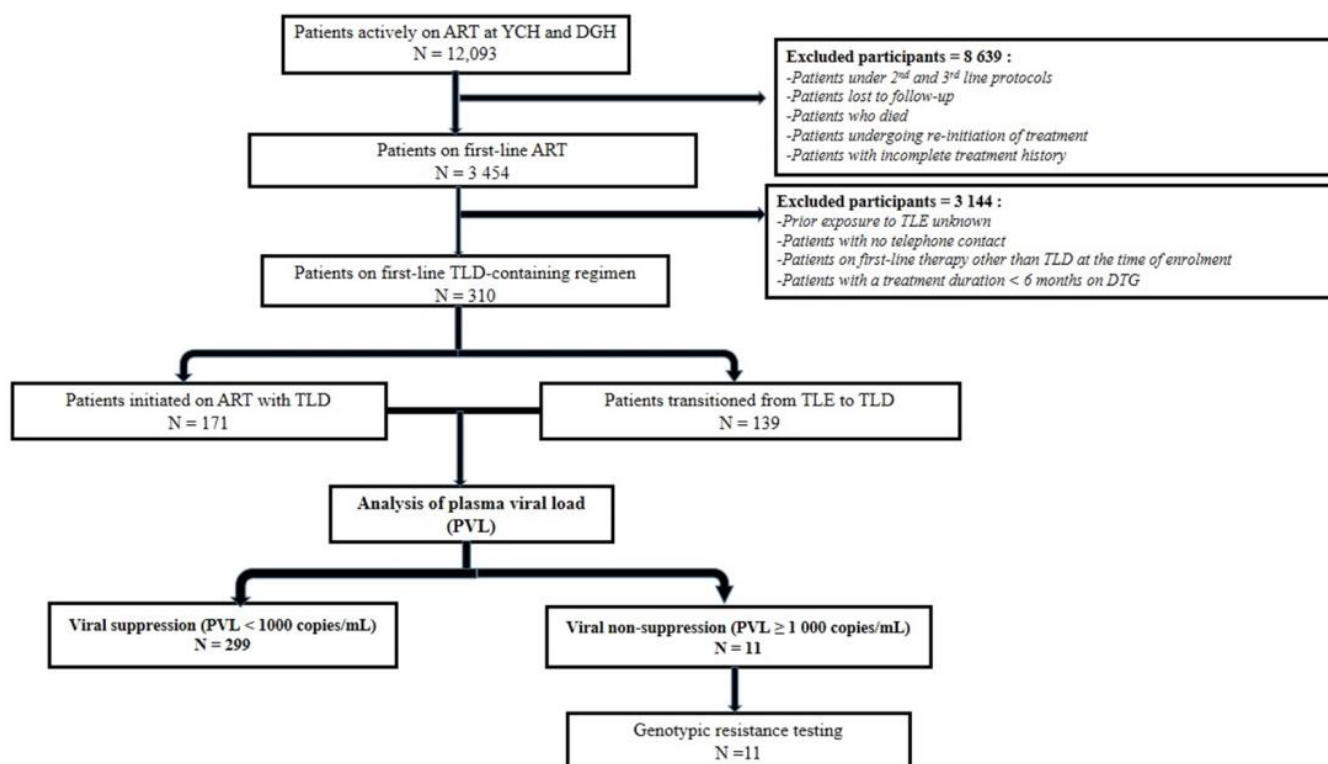 Patients actively on ART at YCH and DGH
N = 12,093
Excluded participants = 8 639 :
-Patients under 2nd and 3rd line protocols
-Patients lost to follow-up
-Patients who died
-Patients undergoing re-initiation of treatment
-Patients with incomplete treatment history
Patients on first-line ART
N = 3 454
Excluded participants = 3 144 :
-Prior exposure to TLE unknown
-Patients with no telephone contact
-Patients on first-line therapy other than TLD at the time of enrolment
-Patients with a treatment duration < 6 months on DTG
Patients on first-line TLD-containing regimen
N = 310
Patients initiated on ART with TLD
N = 171
Patients transitioned from TLE to TLD
N = 139
Analysis of plasma viral load
(PVL)
Viral suppression (PVL < 1000 copies/mL)
N = 299
Viral non-suppression (PVL ≥ 1 000 copies/mL)
N = 11
Genotypic resistance testing
N =11